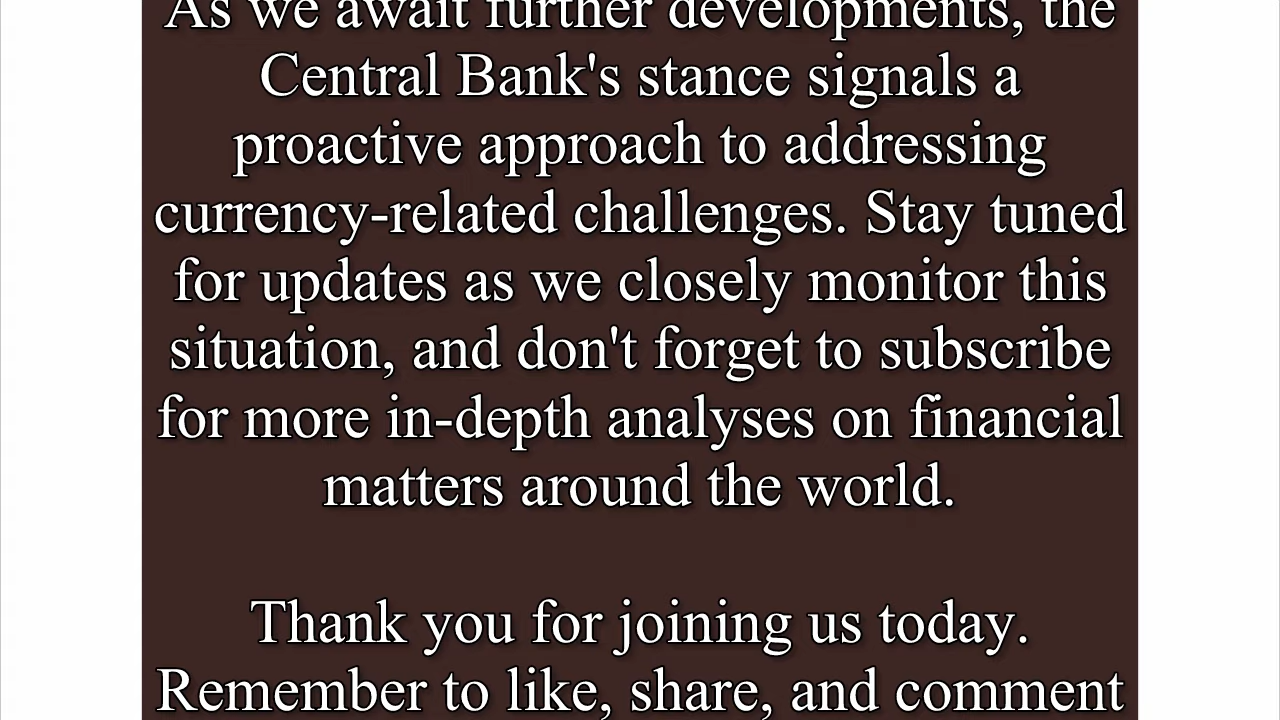 As we await further developments, the
Central Bank's stance signals a
proactive approach to addressing
currency-related challenges. Stay tuned
for updates as we closely monitor this
situation, and don't forget to subscribe
for more in-depth analyses on financial
matters around the world.
Thank you for joining us today.
Remember to like, share, and comment